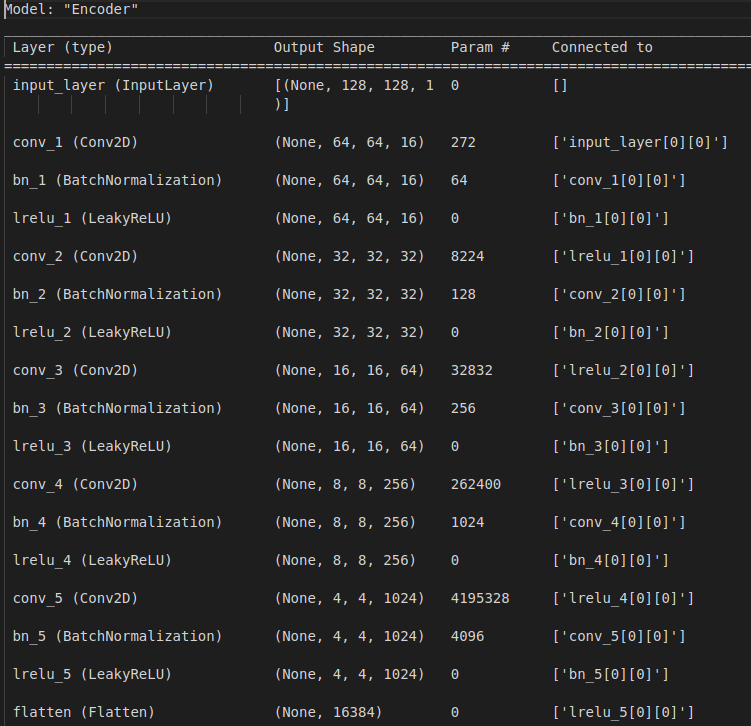 Model: "Encoder"
Layer (type) Output Shape Param # Connected to
input_layer (InputLayer) [(None, 128, 128, 1 0 []
)]
conv_1 (Conv2D) (None, 64, 64, 16) 272 ['input_layer[0][0]']
bn_1 (BatchNormalization) (None, 64, 64, 16) 64 ['conv_1[0][0]']
lrelu_1 (LeakyReLU) (None, 64, 64, 16) 0 ['bn_1[0][0]']
conv_2 (Conv2D) (None, 32, 32, 32) 8224 ['lrelu_1[0][0]']
bn_2 (BatchNormalization) (None, 32, 32, 32) 128 ['conv_2[0][0]']
lrelu_2 (LeakyReLU) (None, 32, 32, 32) 0 ['bn_2[0][0]']
conv_3 (Conv2D) (None, 16, 16, 64) 32832 ['lrelu_2[0][0]']
bn_3 (BatchNormalization) (None, 16, 16, 64) 256 ['conv_3[0][0]']
lrelu_3 (LeakyReLU) (None, 16, 16, 64) 0 ['bn_3[0][0]']
conv_4 (Conv2D) (None, 8, 8, 256) 262400 ['lrelu_3[0][0]']
bn_4 (BatchNormalization) (None, 8, 8, 256) 1024 ['conv_4[0][0]']
lrelu_4 (LeakyReLU) (None, 8, 8, 256) 0 ['bn_4[0][0]']
conv_5 (Conv2D) (None, 4, 4, 1024) 4195328 ['lrelu_4[0][0]']
bn_5 (BatchNormalization) (None, 4, 4, 1024) 4096 ['conv_5[0][0]']
lrelu_5 (LeakyReLU) (None, 4, 4, 1024) 0 ['bn_5[0][0]']
flatten (Flatten) (None, 16384) 0 ['lrelu_5[0][0]']